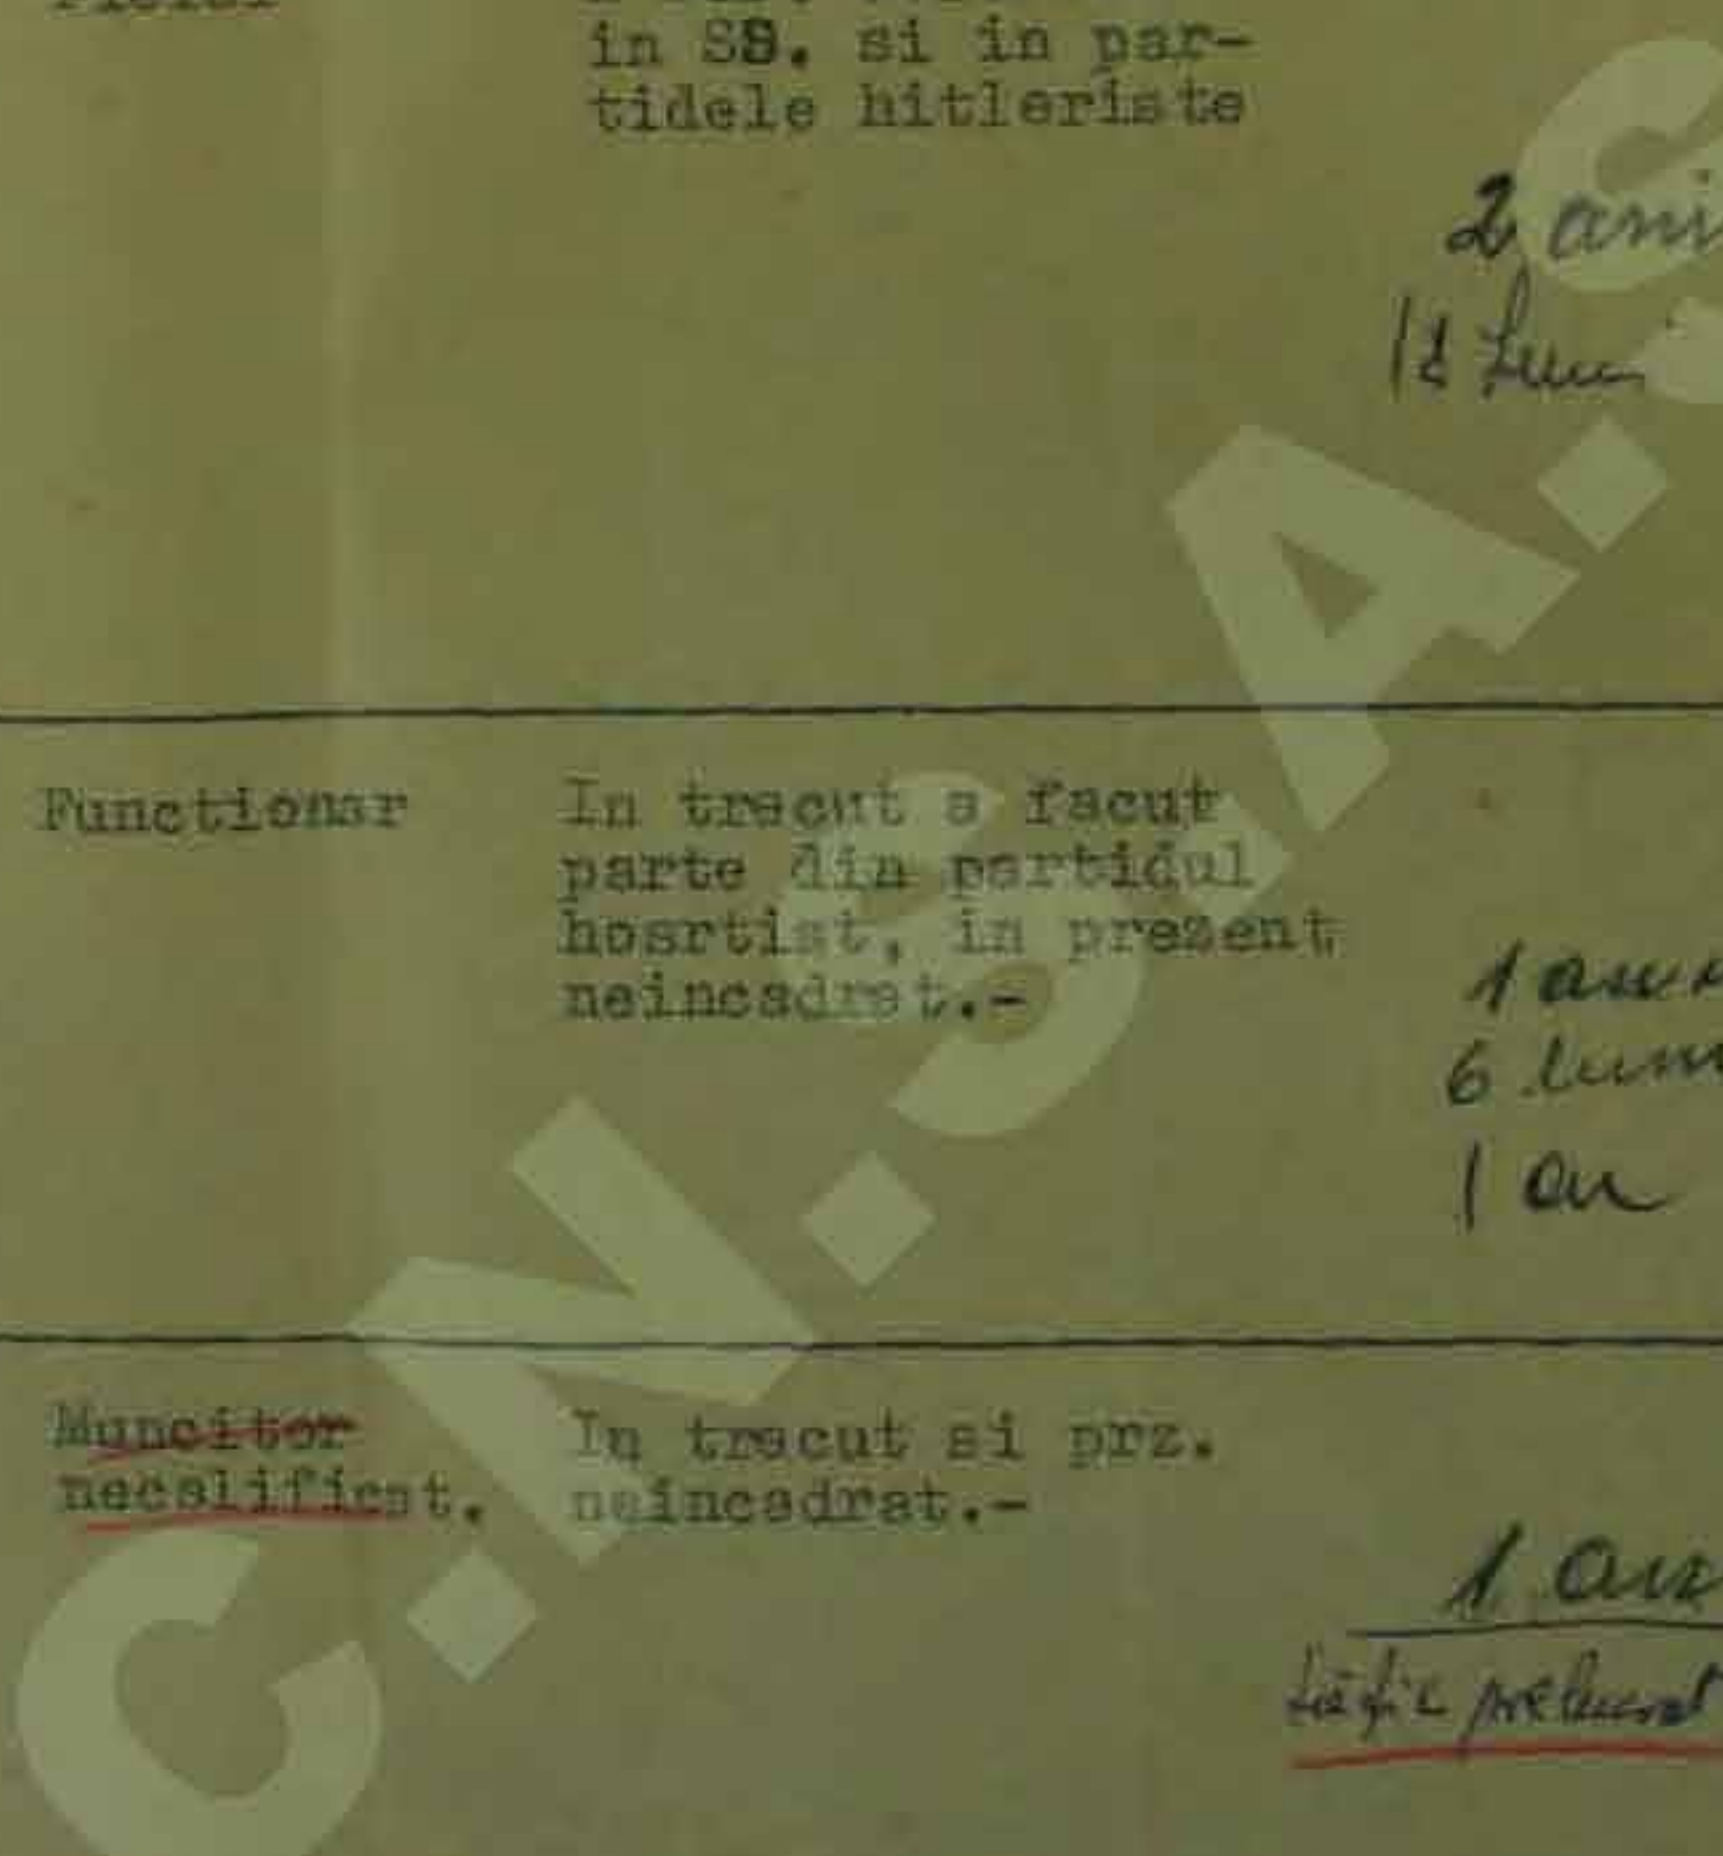 in SS. si in par-
tidele hitleriste
2 ani
Functionar
In trecut a facut
parte din partidul
hosrtist, in prezent
neincadrat.-
6 luni
1 an
Muncitor
necalificat.
In trecut si prz.
neincadrat.-
1 an
C.N.S.A.S